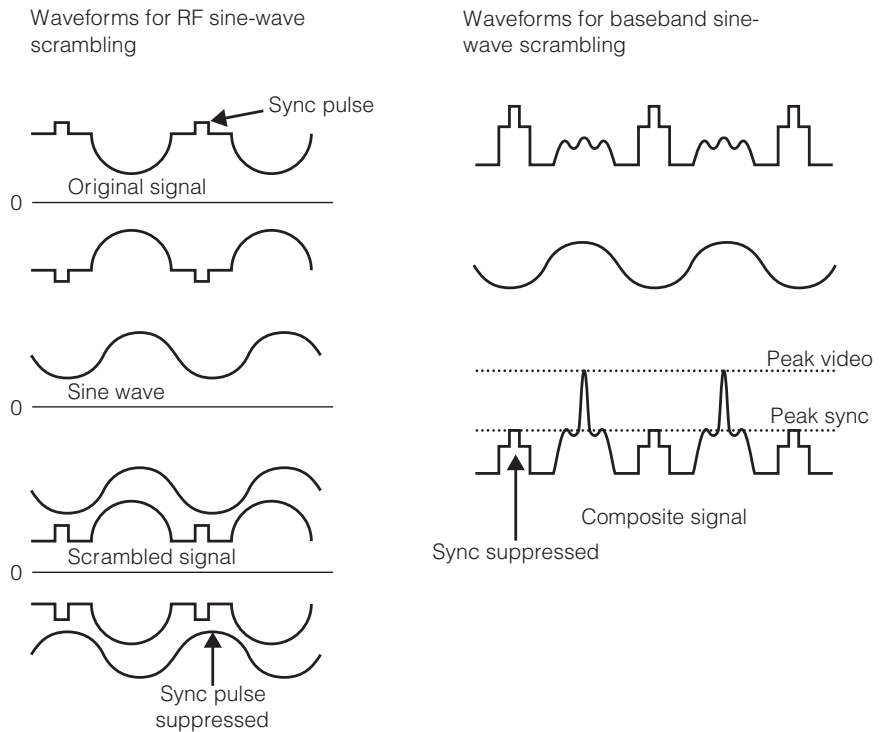 Waveforms for RF sine-wave
scrambling
Sync pulse
Original signal
0
Sine wave
0
Scrambled signal
0
Sync pulse
suppressed
Waveforms for baseband sine-
wave scrambling
Peak video
Peak sync
Composite signal
Sync suppressed